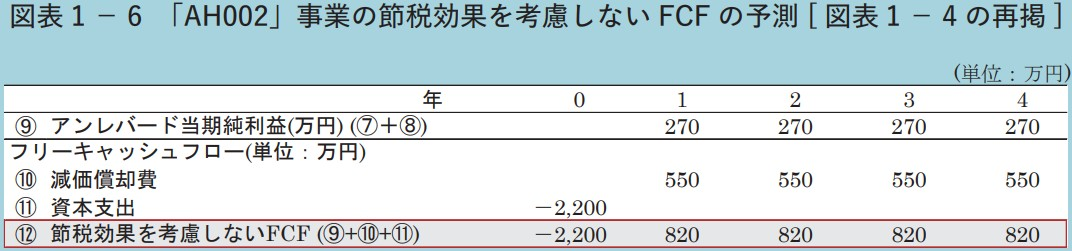 図表1－6 「AH002」事業の節税効果を考慮しないFCFの予測[図表1－4の再掲]
(単位：万円)
年 0 1 2 3 4
⑨ アンレバード当期純利益(万円) (⑦＋⑧) 270 270 270 270
フリーキャッシュフロー(単位：万円)
⑩ 減価償却費 550 550 550 550
⑪ 資本支出 －2,200
⑫ 節税効果を考慮しないFCF (⑨+⑩+⑪) －2,200 820 820 820 820